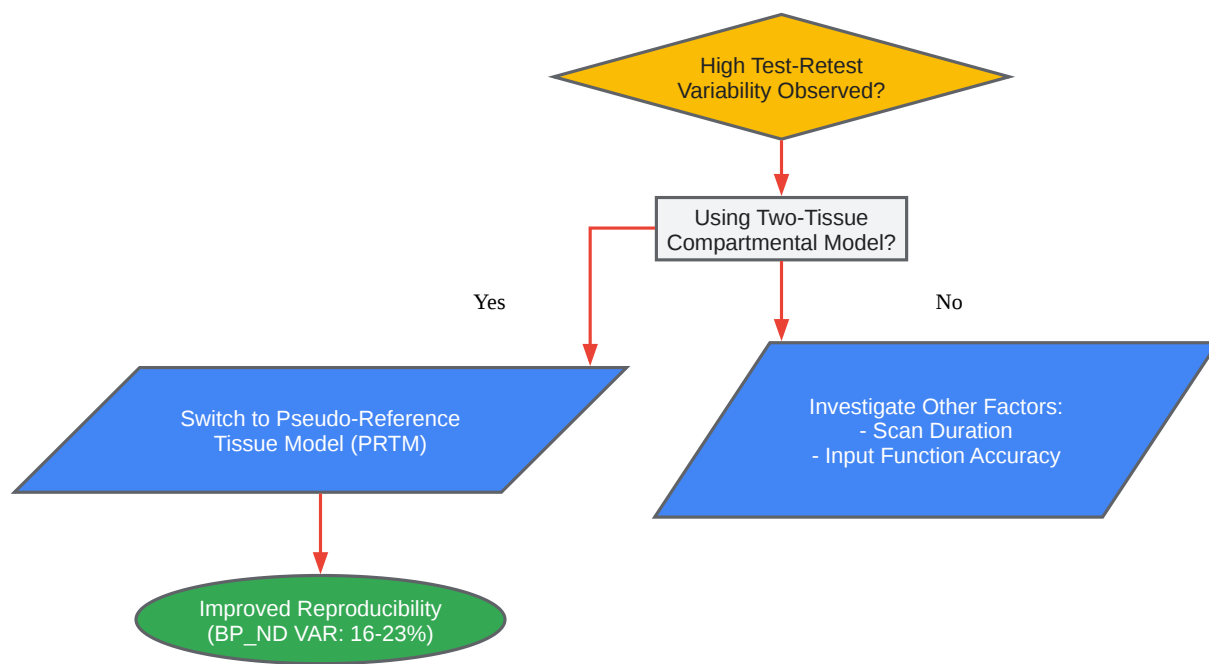 High Test-Retest
Variability Observed?
Using Two-Tissue
Compartmental Model?
Yes
No
Switch to Pseudo-Reference
Tissue Model (PRTM)
Investigate Other Factors:
- Scan Duration
- Input Function Accuracy
Improved Reproducibility
(BP_ND VAR: 16-23%)